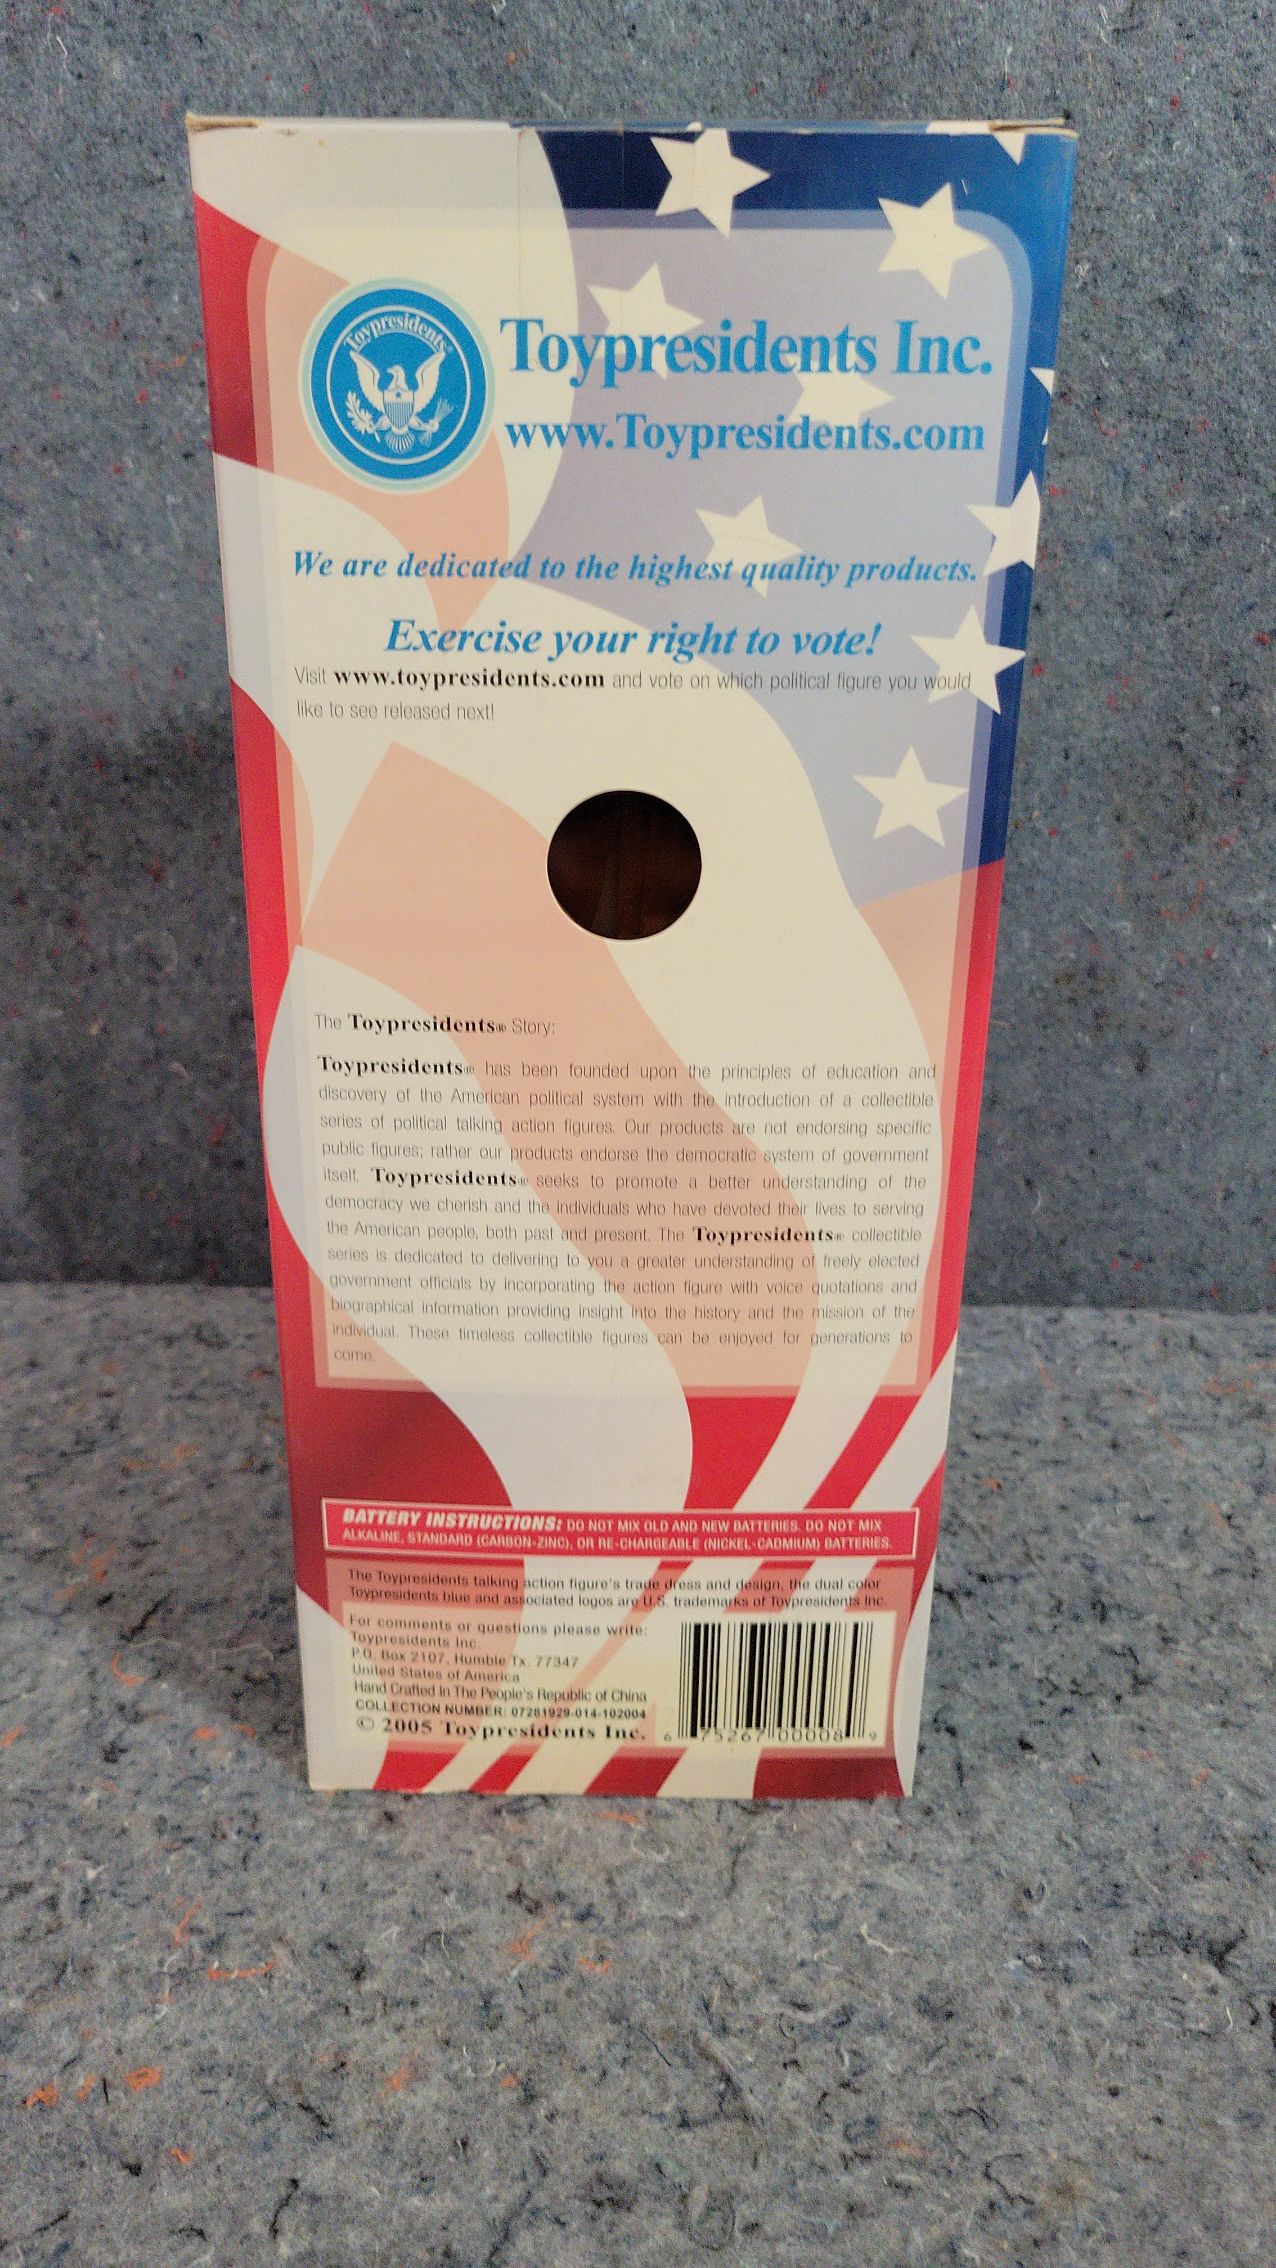 Toypresidents®
Toypresidents Inc.
www.Toypresidents.com
We are dedicated to the highest quality products.
Exercise your right to vote!
Visit www.toypresidents.com and vote on which political figure you would
like to see released next!
The Toypresidents® Story:
Toypresidents® has been founded upon the principles of education and
discovery of the American political system with the introduction of a collectible
series of political talking action figures. Our products are not endorsing specific
public figures; rather our products endorse the democratic system of government
itself. Toypresidents® seeks to promote a better understanding of the
democracy we cherish and the individuals who have devoted their lives to serving
the American people, both past and present. The Toypresidents® collectible
series is dedicated to delivering to you a greater understanding of freely elected
government officials by incorporating the action figure with voice quotations and
biographical information providing insight into the history and the mission of the
individual. These timeless collectible figures can be enjoyed for generations to
come.
BATTERY INSTRUCTIONS: DO NOT MIX OLD AND NEW BATTERIES. DO NOT MIX
ALKALINE, STANDARD (CARBON-ZINC), OR RE-CHARGEABLE (NICKEL-CADMIUM) BATTERIES.
The Toypresidents talking action figure's trade dress and design, the dual color
Toypresidents blue and associated logos are U.S. trademarks of Toypresidents Inc.
For comments or questions please write:
Toypresidents Inc.
P.O. Box 2107, Humble Tx. 77347
United States of America
Hand Crafted In The People's Republic of China
COLLECTION NUMBER: 07281929-014-102004
© 2005 Toypresidents Inc.
6 75267 00008 9